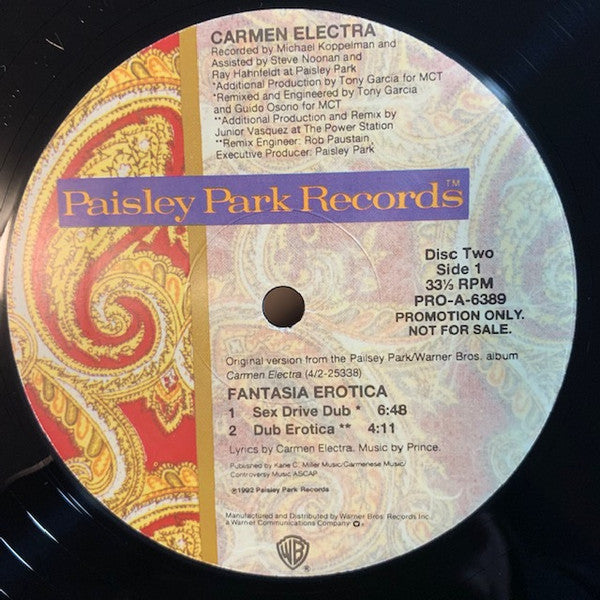 CARMEN ELECTRA
Recorded by Michael Koppelman and
Assisted by Steve Noonan and
Ray Hahnfeldt at Paisley Park
*Additional Production by Tony Garcia for MCT
*Remixed and Engineered by Tony Garcia
and Guido Osorio for MCT
**Additional Production and Remix by
Junior Vasquez at The Power Station
**Remix Engineer: Rob Paustain
Executive Producer: Paisley Park
Paisley Park Records™
Disc Two
Side 1
33⅓ RPM
PRO-A-6389
PROMOTION ONLY.
NOT FOR SALE.
Original version from the Pailsey Park/Warner Bros. album
Carmen Electra (4/2-25338)
FANTASIA EROTICA
1 Sex Drive Dub * 6:48
2 Dub Erotica ** 4:11
Lyrics by Carmen Electra. Music by Prince.
Published by Kane C. Miller Music/Carmenese Music/
Controversy Music ASCAP
℗1992 Paisley Park Records
Manufactured and Distributed by Warner Bros. Records Inc.
a Warner Communications Company
WB